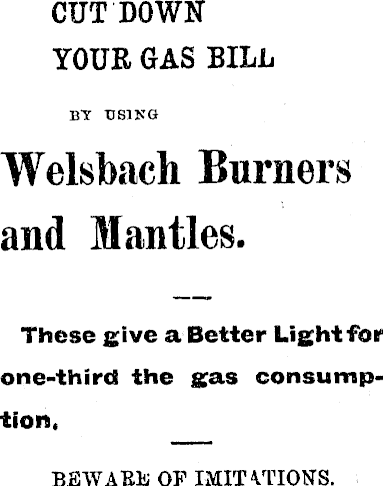 CUT DOWN
YOUR GAS BILL
BY USING
Welsbach Burners
and Mantles.
These give a Better Light for
one-third the gas consump-
tion.
BEWARE OF IMITATIONS.